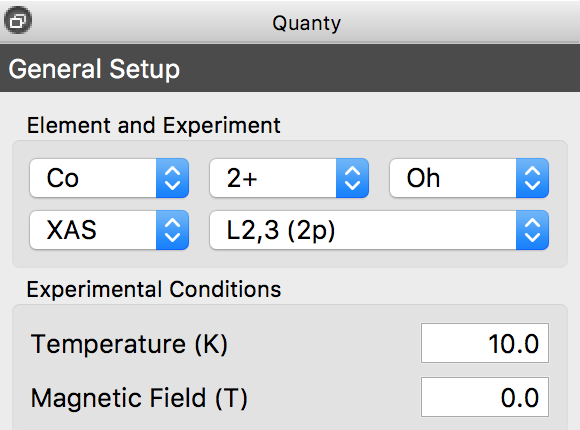 Quanty
General Setup
Element and Experiment
Co 2+ Oh
XAS L2,3 (2p)
Experimental Conditions
Temperature (K) 10.0
Magnetic Field (T) 0.0